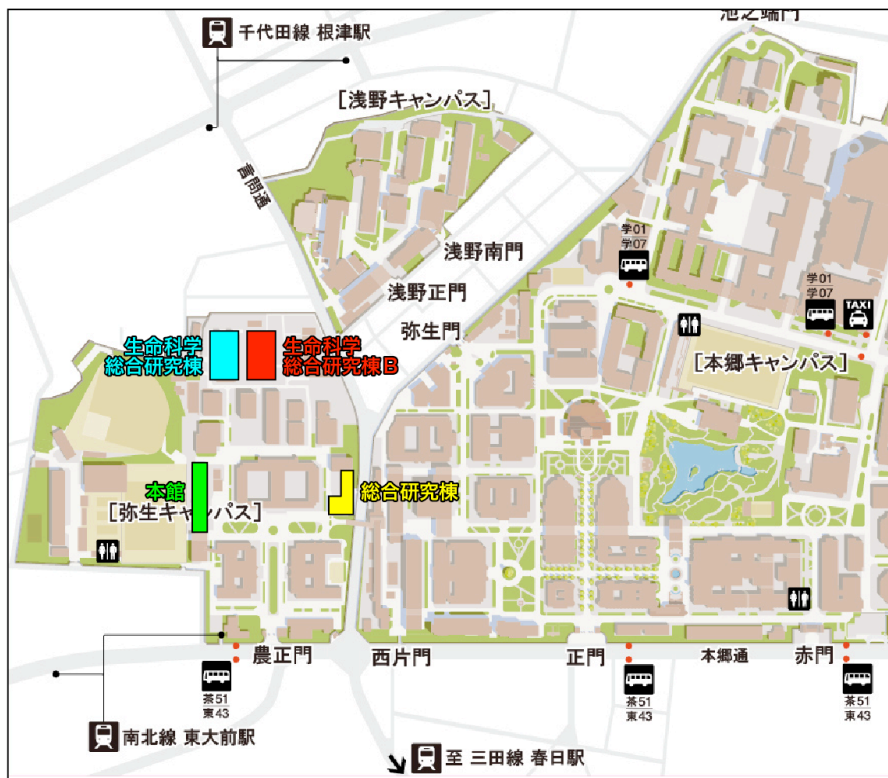 池之端門
千代田線 根津駅
[浅野キャンパス]
言問通
学01
学07
浅野南門
学01
学07
TAXI
浅野正門
弥生門
生命科学
総合研究棟
生命科学
総合研究棟B
[本郷キャンパス]
本館
総合研究棟
[弥生キャンパス]
農正門
西片門
正門
本郷通
赤門
茶51
東43
茶51
東43
茶51
東43
南北線 東大前駅
至 三田線 春日駅